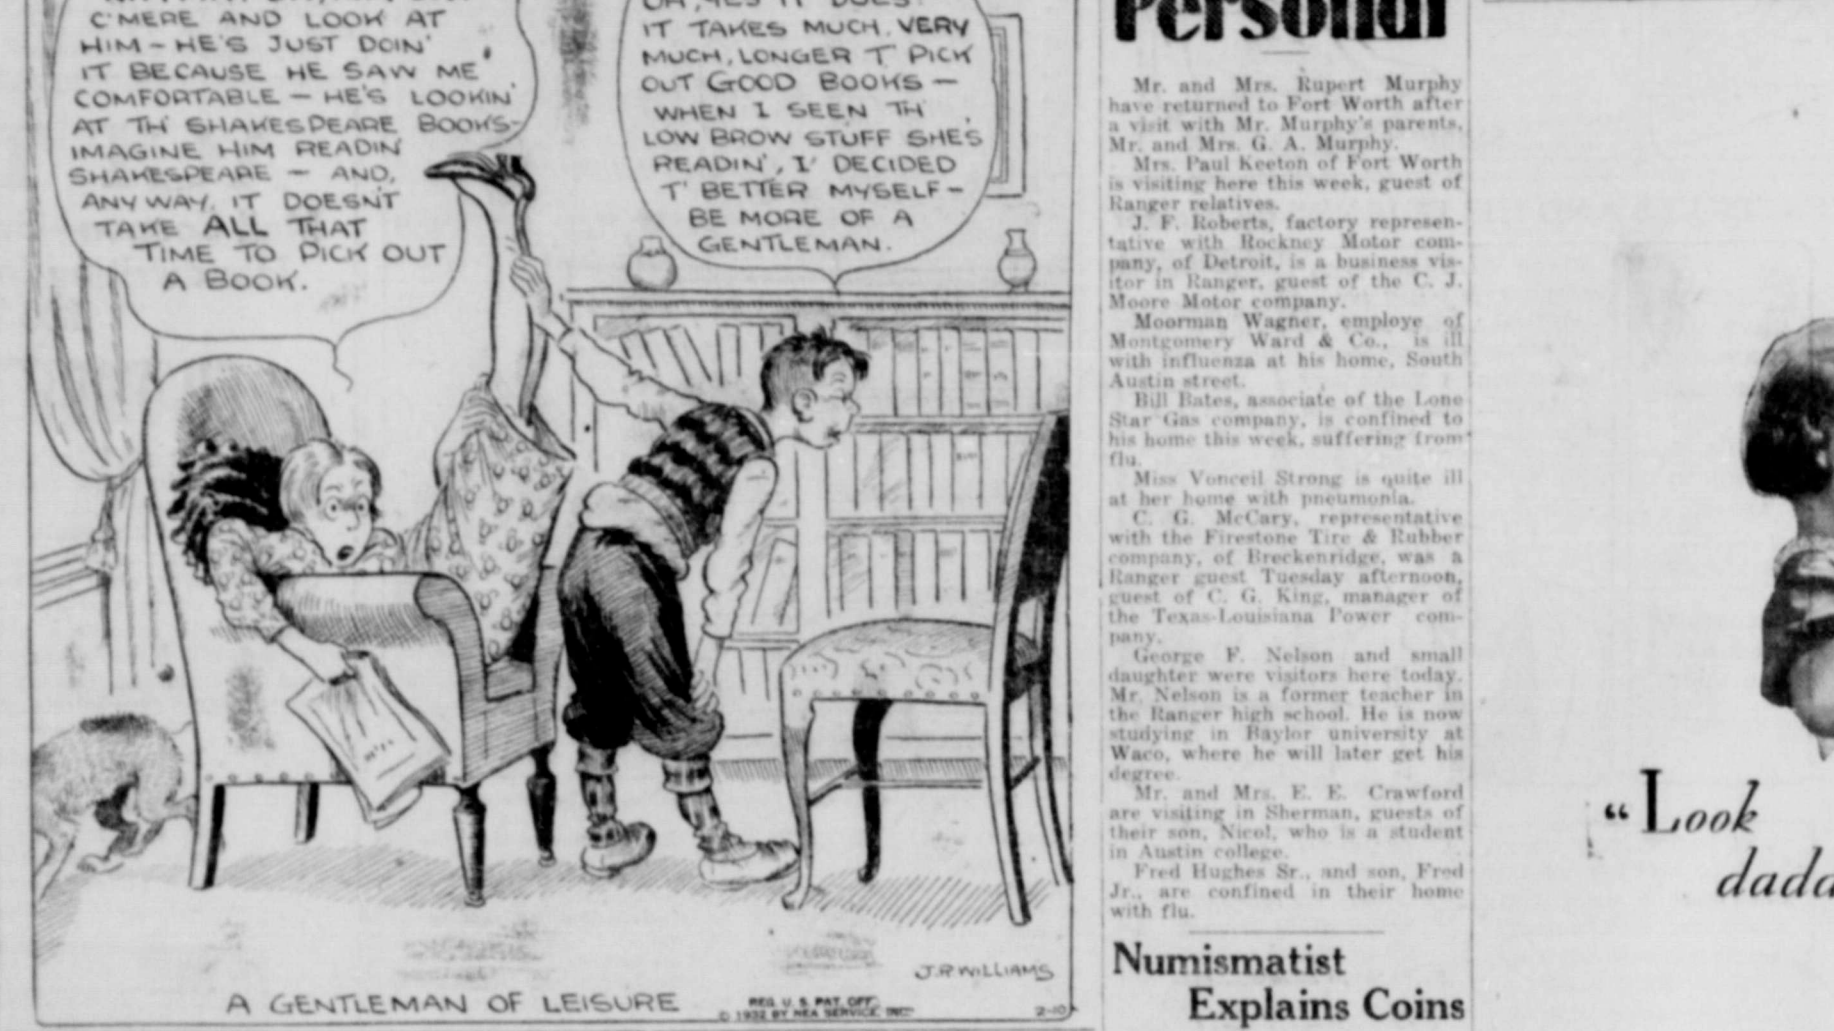 C'MERE AND LOOK AT
HIM — HE'S JUST DOIN'
IT BECAUSE HE SAW ME
COMFORTABLE — HE'S LOOKIN'
AT TH' SHAKESPEARE BOOKS-
IMAGINE HIM READIN'
SHAKESPEARE — AND,
ANYWAY, IT DOESN'T
TAKE ALL THAT
TIME TO PICK OUT
A BOOK.
OH, YES IT DOES!
IT TAKES MUCH, VERY
MUCH, LONGER T' PICK
OUT GOOD BOOKS —
WHEN I SEEN TH'
LOW BROW STUFF SHE'S
READIN', I DECIDED
T' BETTER MYSELF —
BE MORE OF A
GENTLEMAN.
J.R. WILLIAMS
A GENTLEMAN OF LEISURE
REG. U. S. PAT. OFF.
© 1932 BY NEA SERVICE, INC.
2-10
Personal
Mr. and Mrs. Rupert Murphy
have returned to Fort Worth after
a visit with Mr. Murphy's parents,
Mr. and Mrs. G. A. Murphy.
Mrs. Paul Keeton of Fort Worth
is visiting here this week, guest of
Ranger relatives.
J. F. Roberts, factory represen-
tative with Rockney Motor com-
pany, of Detroit, is a business vis-
itor in Ranger, guest of the C. J.
Moore Motor company.
Moorman Wagner, employe of
Montgomery Ward & Co., is ill
with influenza at his home, South
Austin street.
Bill Bates, associate of the Lone
Star Gas company, is confined to
his home this week, suffering from
flu.
Miss Vonceil Strong is quite ill
at her home with pneumonia.
C. G. McCary, representative
with the Firestone Tire & Rubber
company, of Breckenridge, was a
Ranger guest Tuesday afternoon,
guest of C. G. King, manager of
the Texas-Louisiana Power com-
pany.
George F. Nelson and small
daughter were visitors here today.
Mr. Nelson is a former teacher in
the Ranger high school. He is now
studying in Baylor university at
Waco, where he will later get his
degree.
Mr. and Mrs. E. E. Crawford
are visiting in Sherman, guests of
their son, Nicol, who is a student
in Austin college.
Fred Hughes Sr., and son, Fred
Jr., are confined in their home
with flu.
Numismatist
Explains Coins
"Look
dada